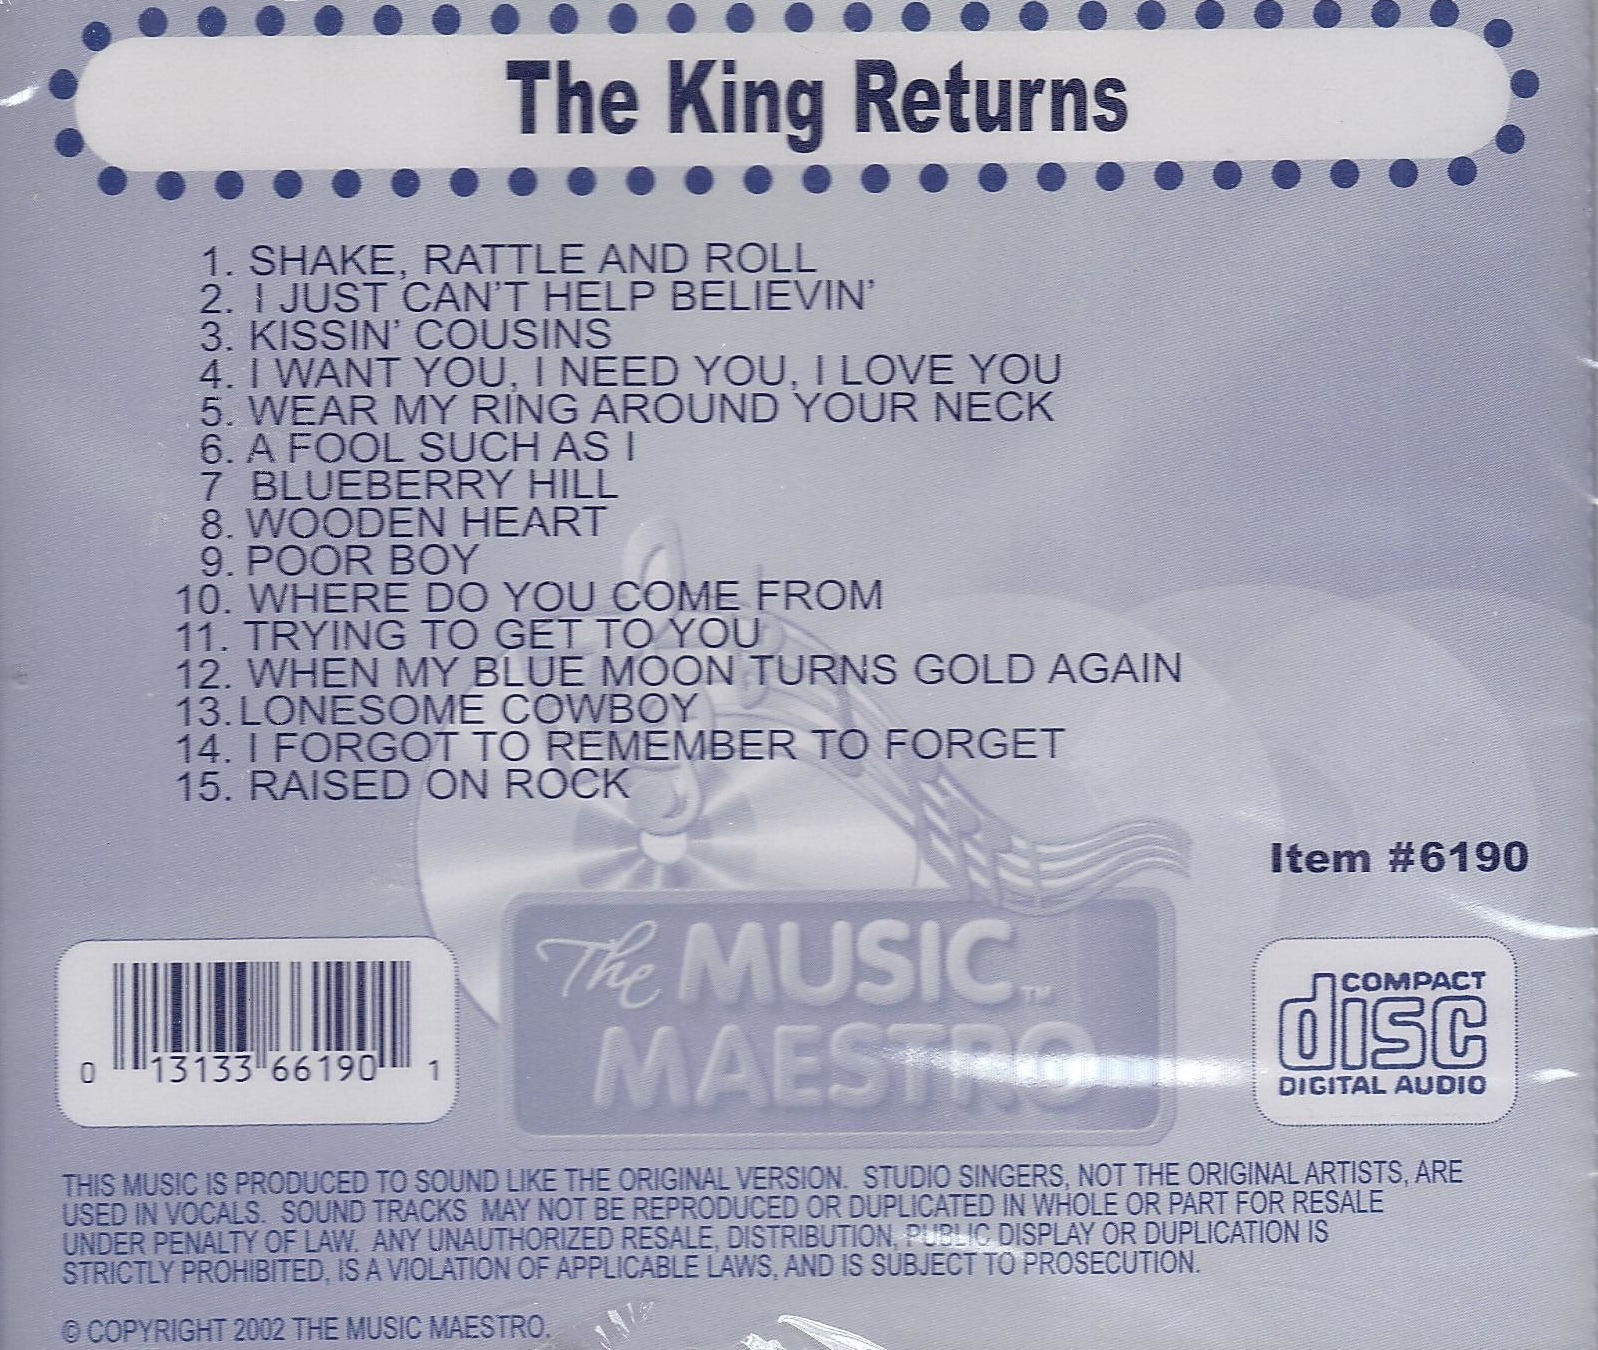 The King Returns
1. SHAKE, RATTLE AND ROLL
2. I JUST CAN'T HELP BELIEVIN'
3. KISSIN' COUSINS
4. I WANT YOU, I NEED YOU, I LOVE YOU
5. WEAR MY RING AROUND YOUR NECK
6. A FOOL SUCH AS I
7 BLUEBERRY HILL
8. WOODEN HEART
9. POOR BOY
10. WHERE DO YOU COME FROM
11. TRYING TO GET TO YOU
12. WHEN MY BLUE MOON TURNS GOLD AGAIN
13. LONESOME COWBOY
14. I FORGOT TO REMEMBER TO FORGET
15. RAISED ON ROCK
Item #6190
The MUSIC™
MAESTRO
0 13133 66190 1
COMPACT
disc
DIGITAL AUDIO
THIS MUSIC IS PRODUCED TO SOUND LIKE THE ORIGINAL VERSION. STUDIO SINGERS, NOT THE ORIGINAL ARTISTS, ARE
USED IN VOCALS. SOUND TRACKS MAY NOT BE REPRODUCED OR DUPLICATED IN WHOLE OR PART FOR RESALE
UNDER PENALTY OF LAW. ANY UNAUTHORIZED RESALE, DISTRIBUTION, PUBLIC DISPLAY OR DUPLICATION IS
STRICTLY PROHIBITED, IS A VIOLATION OF APPLICABLE LAWS, AND IS SUBJECT TO PROSECUTION.
© COPYRIGHT 2002 THE MUSIC MAESTRO.